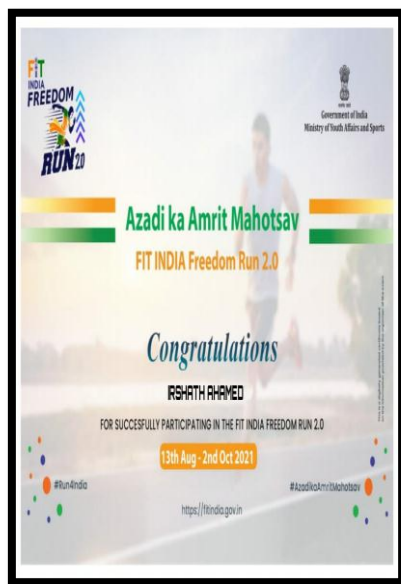 FiT
INDIA
FREEDOM
RUN 2.0
Government of India
Ministry of Youth Affairs and Sports
Azadi ka Amrit Mahotsav
FIT INDIA Freedom Run 2.0
Congratulations
IRSHATH AHAMED
FOR SUCCESFULLY PARTICIPATING IN THE FIT INDIA FREEDOM RUN 2.0
13th Aug - 2nd Oct 2021
#Run4India
#AzadikaAmritMahotsav
https://fitindia.gov.in